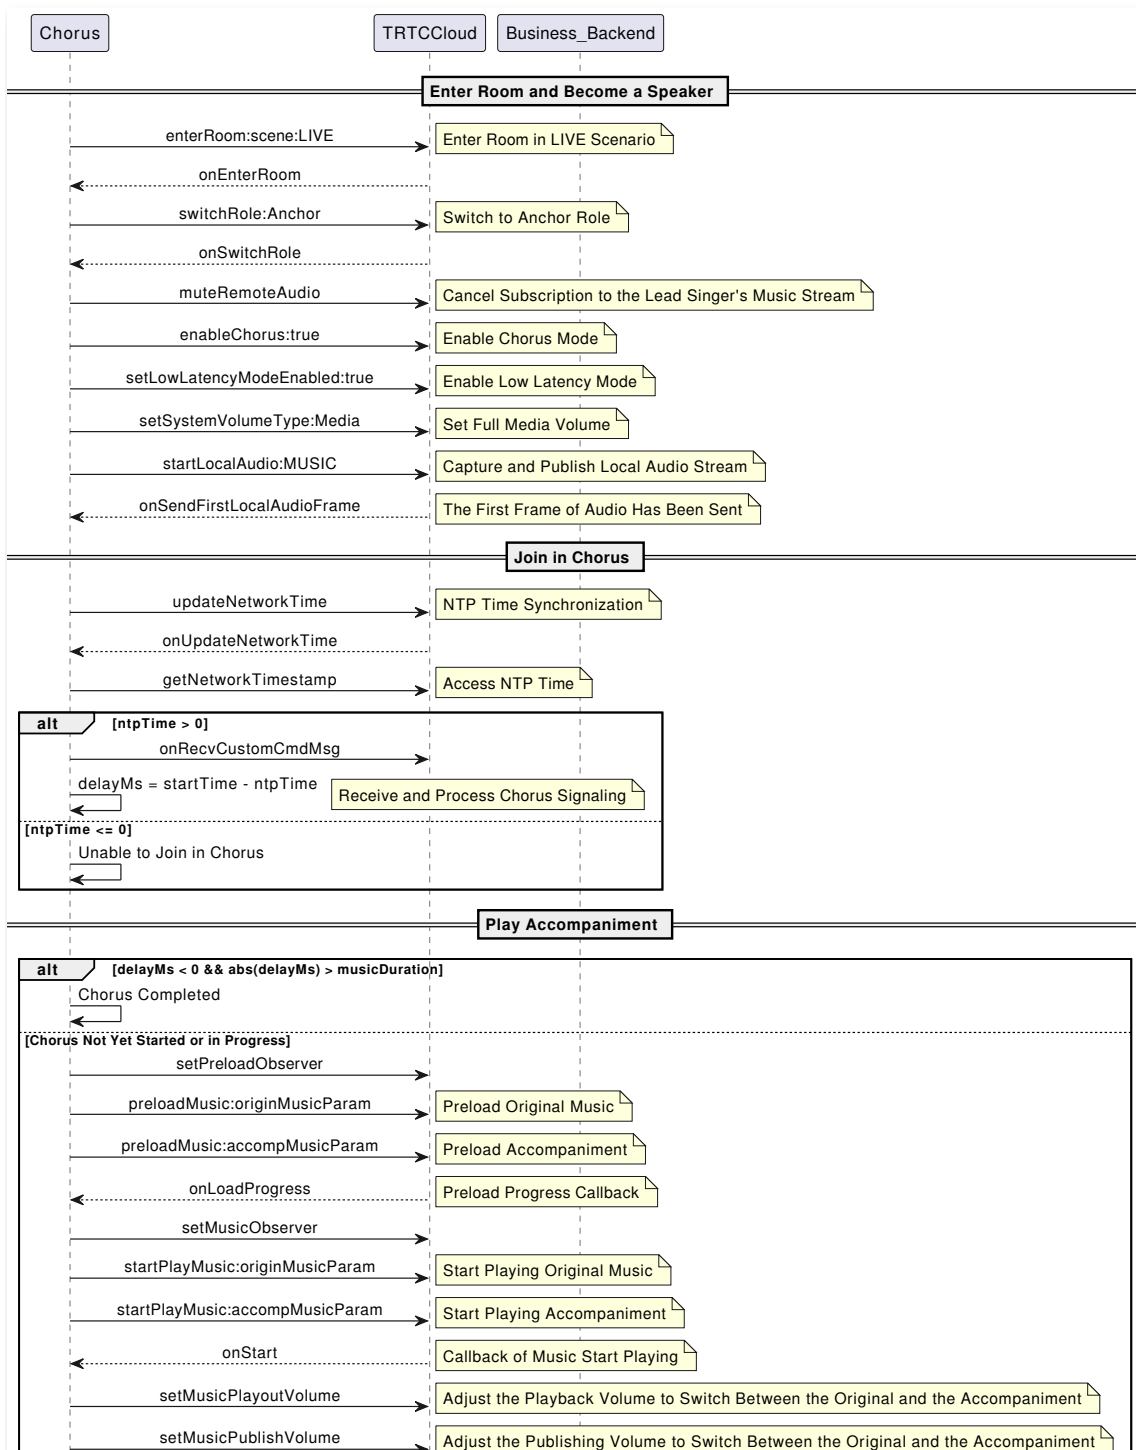 Chorus
TRTCCloud
Business_Backend
Enter Room and Become a Speaker
enterRoom:scene:LIVE
Enter Room in LIVE Scenario
onEnterRoom
switchRole:Anchor
Switch to Anchor Role
onSwitchRole
muteRemoteAudio
Cancel Subscription to the Lead Singer's Music Stream
enableChorus:true
Enable Chorus Mode
setLowLatencyModeEnabled:true
Enable Low Latency Mode
setSystemVolumeType:Media
Set Full Media Volume
startLocalAudio:MUSIC
Capture and Publish Local Audio Stream
onSendFirstLocalAudioFrame
The First Frame of Audio Has Been Sent
Join in Chorus
updateNetworkTime
NTP Time Synchronization
onUpdateNetworkTime
getNetworkTimestamp
Access NTP Time
alt
[ntpTime > 0]
onRecvCustomCmdMsg
delayMs = startTime - ntpTime
Receive and Process Chorus Signaling
[ntpTime <= 0]
Unable to Join in Chorus
Play Accompaniment
alt
[delayMs < 0 && abs(delayMs) > musicDuration]
Chorus Completed
[Chorus Not Yet Started or in Progress]
setPreloadObserver
preloadMusic:originMusicParam
Preload Original Music
preloadMusic:accompMusicParam
Preload Accompaniment
onLoadProgress
Preload Progress Callback
setMusicObserver
startPlayMusic:originMusicParam
Start Playing Original Music
startPlayMusic:accompMusicParam
Start Playing Accompaniment
onStart
Callback of Music Start Playing
setMusicPlayoutVolume
Adjust the Playback Volume to Switch Between the Original and the Accompaniment
setMusicPublishVolume
Adjust the Publishing Volume to Switch Between the Original and the Accompaniment